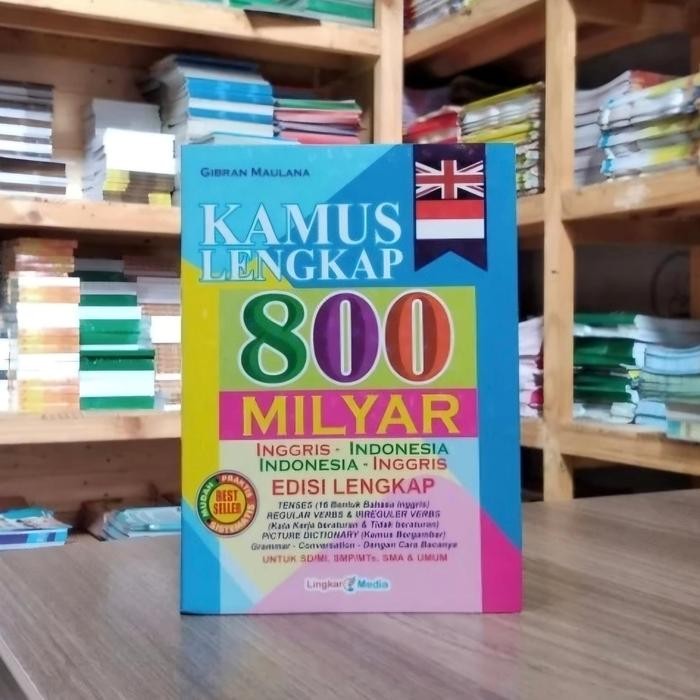 GIBRAN MAULANA
KAMUS
LENGKAP
800
MILYAR
INGGRIS - INDONESIA
INDONESIA - INGGRIS
EDISI LENGKAP
MUDAH PRAKTIS SISTEMATIS
BEST
SELLER
TENSES (16 Bentuk Bahasa Inggris)
REGULAR VERBS & IRREGULER VERBS
(Kata Kerja beraturan & Tidak beraturan)
PICTURE DICTIONARY (Kamus Bergambar)
Grammar - Conversation - Dengan Cara Bacanya
UNTUK SD/MI, SMP/MTs, SMA & UMUM
Lingkar Media